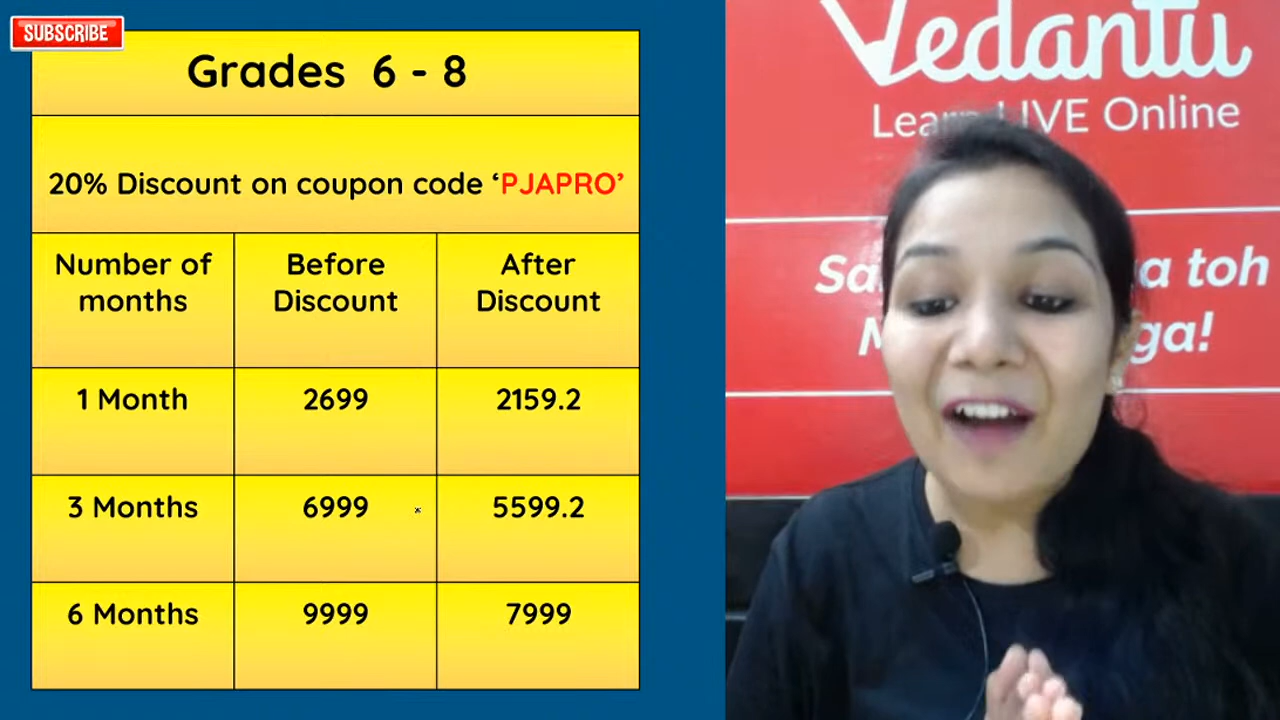 SUBSCRIBE
Grades 6 - 8
20% Discount on coupon code ‘PJAPRO’
Number of
months
Before
Discount
After
Discount
1 Month
2699
2159.2
3 Months
6999
5599.2
6 Months
9999
7999
Vedantu
LIVE Online
toh